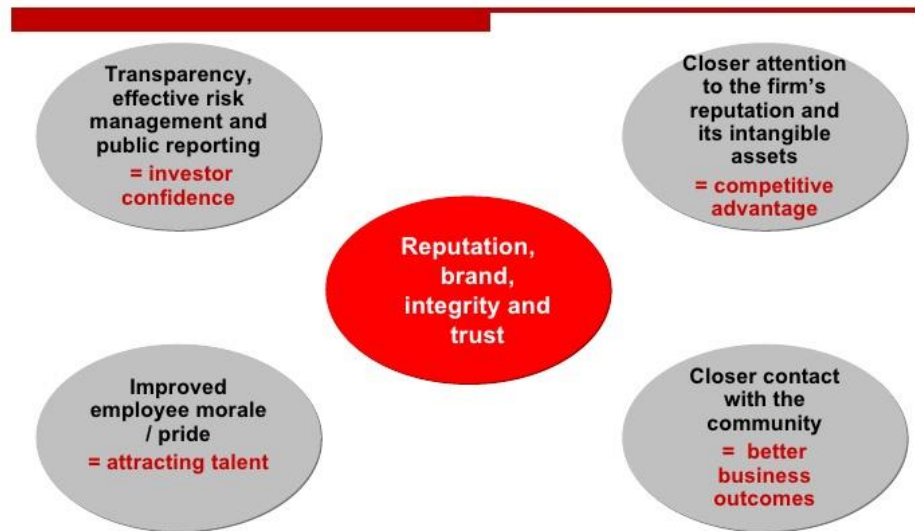 Transparency,
effective risk
management and
public reporting
= investor
confidence
Closer attention
to the firm's
reputation and
its intangible
assets
= competitive
advantage
Reputation,
brand,
integrity and
trust
Improved
employee morale
/ pride
= attracting talent
Closer contact
with the
community
= better
business
outcomes